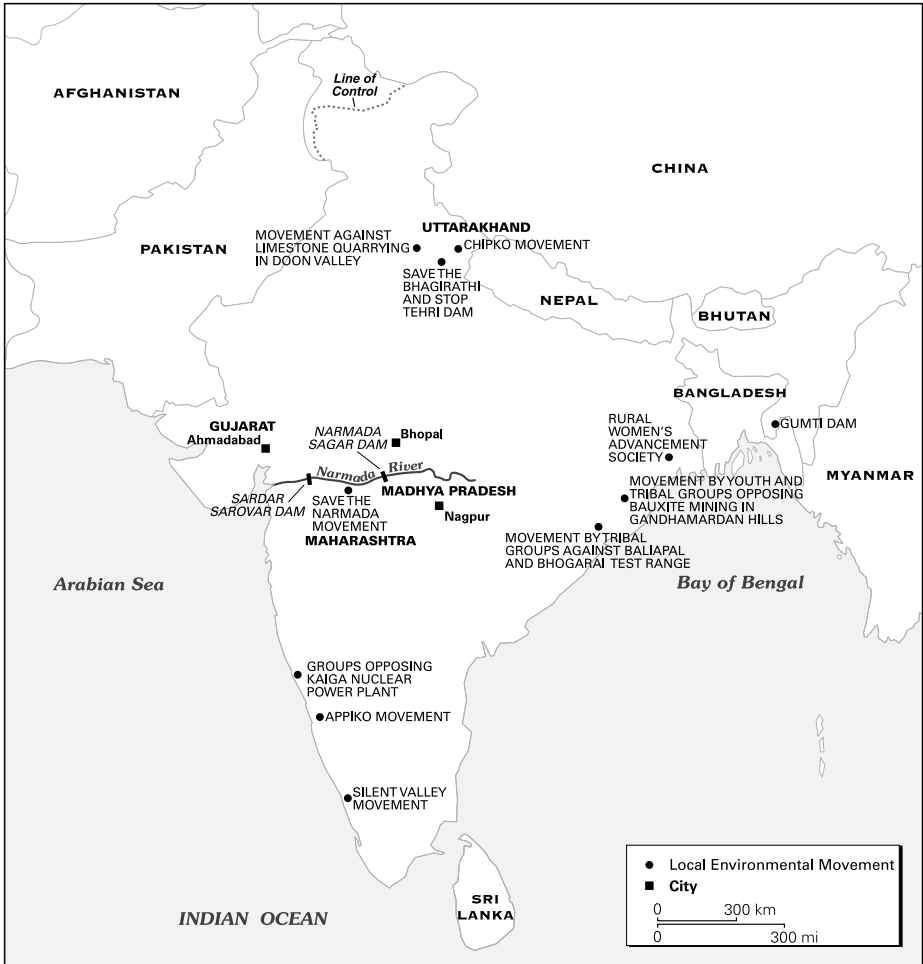 Line of
Control
AFGHANISTAN
CHINA
PAKISTAN
UTTARAKHAND
MOVEMENT AGAINST
LIMESTONE QUARRYING
IN DOON VALLEY
CHIPKO MOVEMENT
SAVE THE
BHAGIRATHI
AND STOP
TEHRI DAM
NEPAL
BHUTAN
BANGLADESH
GUMTI DAM
MYANMAR
GUJARAT
Ahmadabad
NARMADA
SAGAR DAM
Bhopal
Narmada River
SARDAR
SAROVAR DAM
SAVE THE
NARMADA
MOVEMENT
MADHYA PRADESH
Nagpur
MAHARASHTRA
RURAL
WOMEN'S
ADVANCEMENT
SOCIETY
MOVEMENT BY YOUTH AND
TRIBAL GROUPS OPPOSING
BAUXITE MINING IN
GANDHAMARDAN HILLS
MOVEMENT BY TRIBAL
GROUPS AGAINST BALIAPAL
AND BHOGARAI TEST RANGE
Arabian Sea
Bay of Bengal
GROUPS OPPOSING
KAIGA NUCLEAR
POWER PLANT
APPIKO MOVEMENT
SILENT VALLEY
MOVEMENT
SRI
LANKA
INDIAN OCEAN
Local Environmental Movement
City
0 300 km
0 300 mi